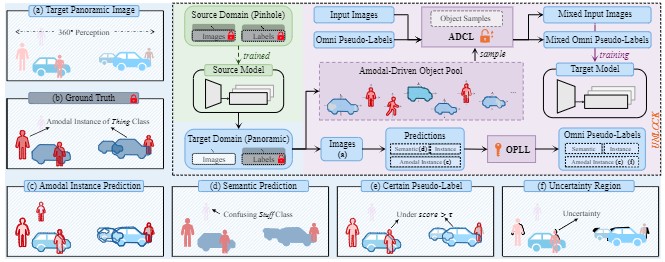 (a) Target Panoramic Image
360° Perception
(b) Ground Truth
Amodal Instance of Thing Class
Source Domain (Pinhole)
Images
Labels
trained
Source Model
Target Domain (Panoramic)
Images
Labels
Input Images
Omni Pseudo-Labels
Object Samples
ADCL
Mixed Input Images
Mixed Omni Pseudo-Labels
sample
training
Amodal-Driven Object Pool
Target Model
UNLOCK
Images
(a)
Predictions
Semantic (d)
Instance
Amodal Instance (c)
OPLL
Omni Pseudo-Labels
Semantic
Instance
Amodal Instance (e) (f)
(c) Amodal Instance Prediction
(d) Semantic Prediction
Confusing Stuff Class
(e) Certain Pseudo-Label
Under score > τ
(f) Uncertainty Region
Uncertainty